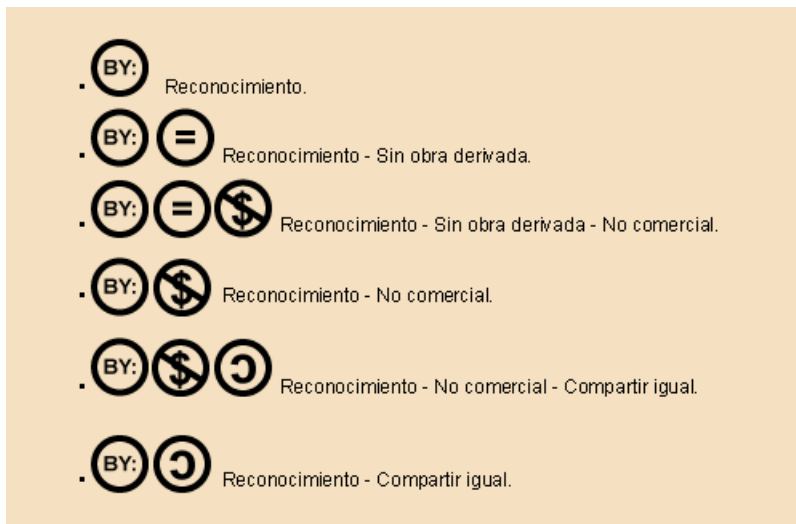 BY: Reconocimiento.
BY: = Reconocimiento - Sin obra derivada.
BY: = $ Reconocimiento - Sin obra derivada - No comercial.
BY: $ Reconocimiento - No comercial.
BY: $ Ɔ Reconocimiento - No comercial - Compartir igual.
BY: Ɔ Reconocimiento - Compartir igual.